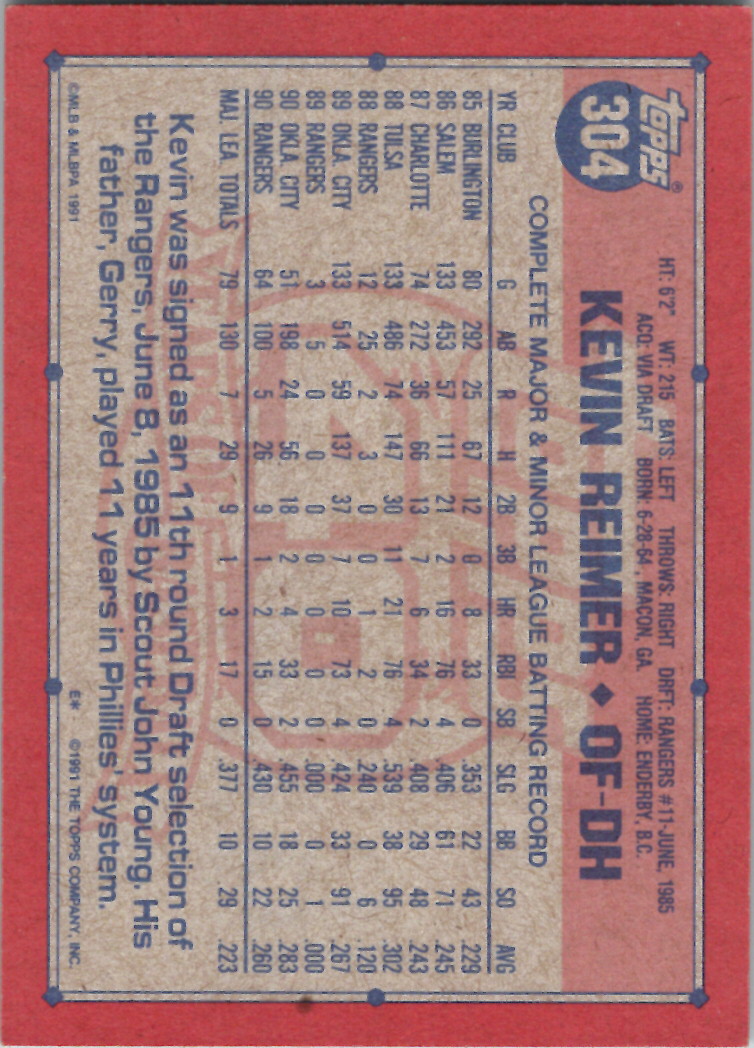 topps®
304
HT: 6'2" WT: 215 BATS: LEFT THROWS: RIGHT DRFT: RANGERS #11-JUNE, 1985
ACQ: VIA DRAFT BORN: 6-28-64, MACON, GA. HOME: ENDERBY, B.C.
KEVIN REIMER ♦ OF-DH
COMPLETE MAJOR & MINOR LEAGUE BATTING RECORD
YR CLUB G AB R H 2B 3B HR RBI SB SLG BB SO AVG
85 BURLINGTON 80 292 25 67 12 0 8 33 0 .353 22 43 .229
86 SALEM 133 453 57 111 21 2 16 76 4 .406 61 71 .245
87 CHARLOTTE 74 272 36 66 13 7 6 34 2 .408 29 48 .243
88 TULSA 133 486 74 147 30 11 21 76 4 .539 38 95 .302
88 RANGERS 12 25 2 3 0 0 1 2 0 .240 0 6 .120
89 OKLA. CITY 133 514 59 137 37 7 10 73 4 .424 33 91 .267
89 RANGERS 3 5 0 0 0 0 0 0 0 .000 0 1 .000
90 OKLA. CITY 51 198 24 56 18 2 4 33 2 .455 18 25 .283
90 RANGERS 64 100 5 26 9 1 2 15 0 .430 10 22 .260
MAJ. LEA. TOTALS 79 130 7 29 9 1 3 17 0 .377 10 29 .223
Kevin was signed as an 11th round Draft selection of
the Rangers, June 8, 1985 by Scout John Young. His
father, Gerry, played 11 years in Phillies' system.
©MLB & MLBPA 1991 E* - ©1991 THE TOPPS COMPANY, INC.
40
YEARS OF